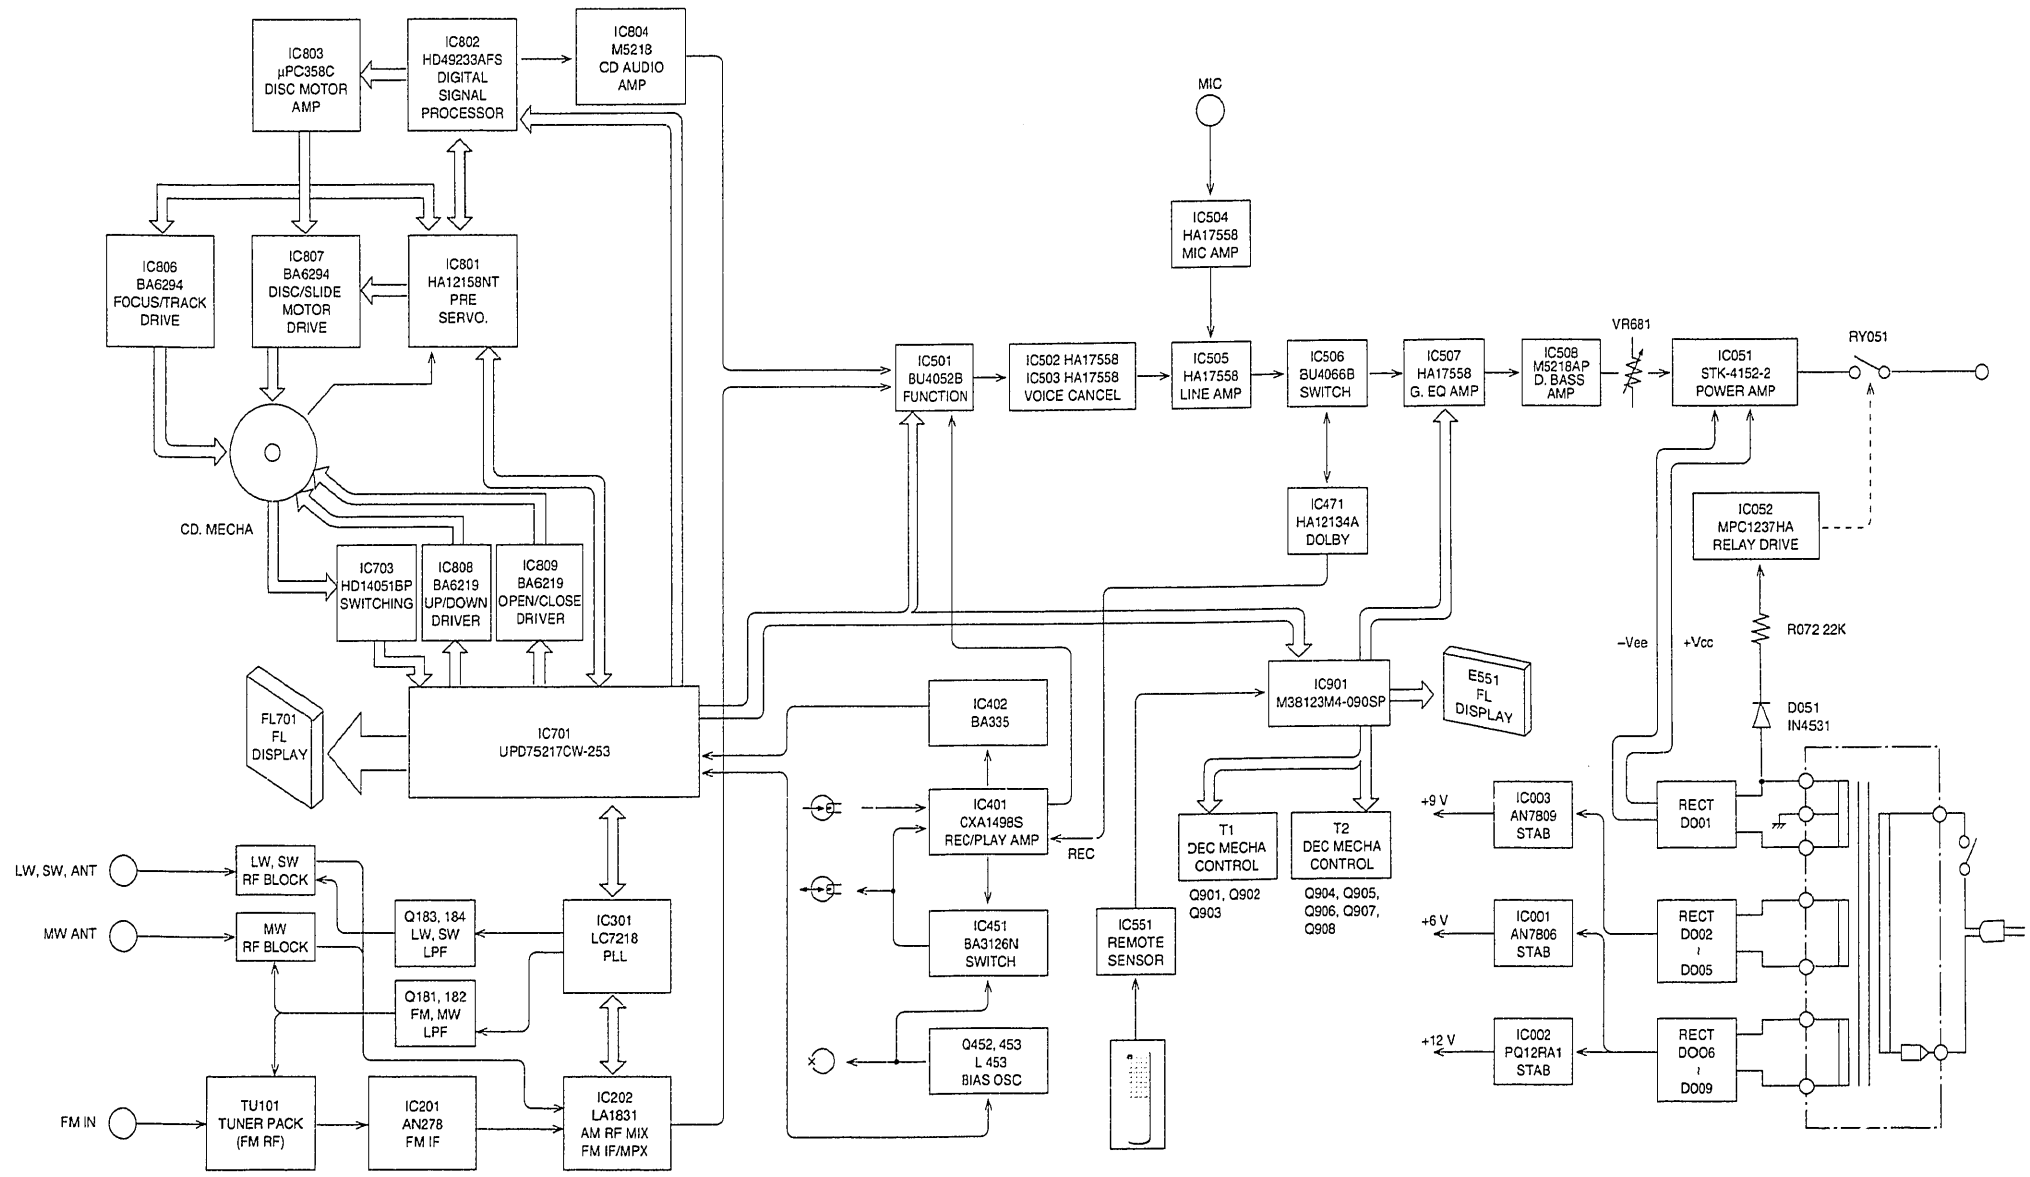 IC803
µPC358C
DISC MOTOR
AMP
IC802
HD49233AFS
DIGITAL
SIGNAL
PROCESSOR
IC804
M5218
CD AUDIO
AMP
MIC
IC504
HA17558
MIC AMP
IC806
BA6294
FOCUS/TRACK
DRIVE
IC807
BA6294
DISC/SLIDE
MOTOR
DRIVE
IC801
HA12158NT
PRE
SERVO.
IC501
BU4052B
FUNCTION
IC502 HA17558
IC503 HA17558
VOICE CANCEL
IC505
HA17558
LINE AMP
IC506
BU4066B
SWITCH
IC507
HA17558
G. EQ AMP
IC508
M5218AP
D. BASS
AMP
VR681
IC051
STK-4152-2
POWER AMP
RY051
CD. MECHA
IC471
HA12134A
DOLBY
IC052
MPC1237HA
RELAY DRIVE
IC703
HD14051BP
SWITCHING
IC808
BA6219
UP/DOWN
DRIVER
IC809
BA6219
OPEN/CLOSE
DRIVER
R072 22K
-Vee
+Vcc
FL701
FL
DISPLAY
IC701
UPD75217CW-253
IC402
BA335
IC901
M38123M4-090SP
E551
FL
DISPLAY
D051
IN4531
IC401
CXA1498S
REC/PLAY AMP
REC
T1
DEC MECHA
CONTROL
Q901, Q902
Q903
T2
DEC MECHA
CONTROL
Q904, Q905,
Q906, Q907,
Q908
+9 V
IC003
AN7809
STAB
RECT
D001
LW, SW, ANT
LW, SW
RF BLOCK
MW ANT
MW
RF BLOCK
Q183, 184
LW, SW
LPF
IC301
LC7218
PLL
Q181, 182
FM, MW
LPF
IC451
BA3126N
SWITCH
IC551
REMOTE
SENSOR
+6 V
IC001
AN7806
STAB
RECT
D002
~
D005
Q452, 453
L 453
BIAS OSC
+12 V
IC002
PQ12RA1
STAB
RECT
D006
~
D009
FM IN
TU101
TUNER PACK
(FM RF)
IC201
AN278
FM IF
IC202
LA1831
AM RF MIX
FM IF/MPX